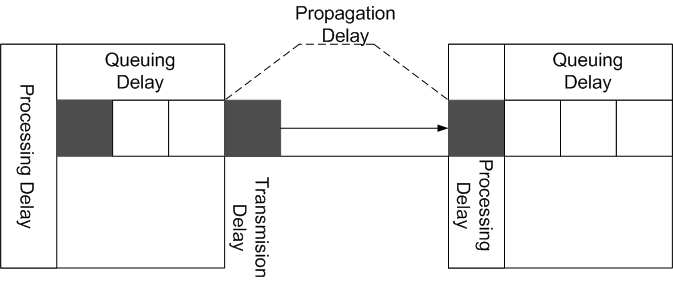 Propagation
Delay
Queuing
Delay
Processing Delay
Transmision
Delay
Queuing
Delay
Processing
Delay